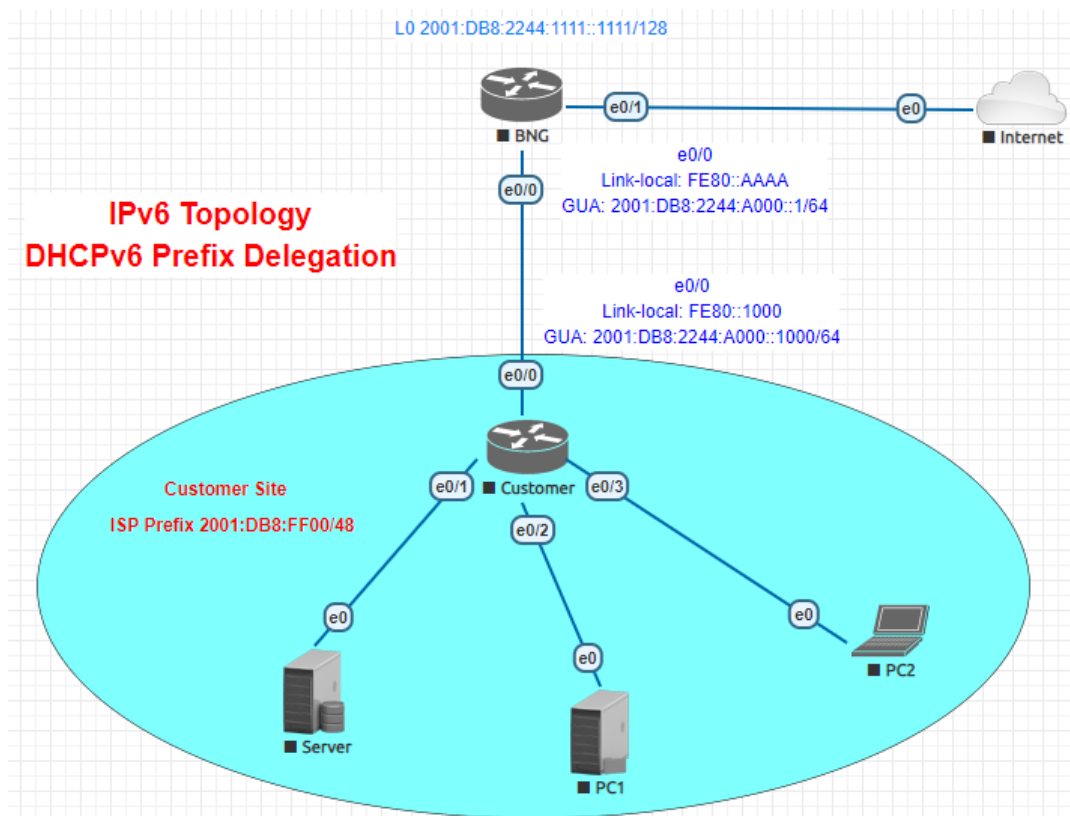 L0 2001:DB8:2244:1111::1111/128
e0/1
e0
BNG
Internet
e0/0
Link-local: FE80::AAAA
GUA: 2001:DB8:2244:A000::1/64
e0/0
IPv6 Topology
DHCPv6 Prefix Delegation
e0/0
Link-local: FE80::1000
GUA: 2001:DB8:2244:A000::1000/64
e0/0
Customer Site
ISP Prefix 2001:DB8:FF00/48
e0/1
Customer
e0/3
e0/2
e0
e0
e0
Server
PC1
PC2